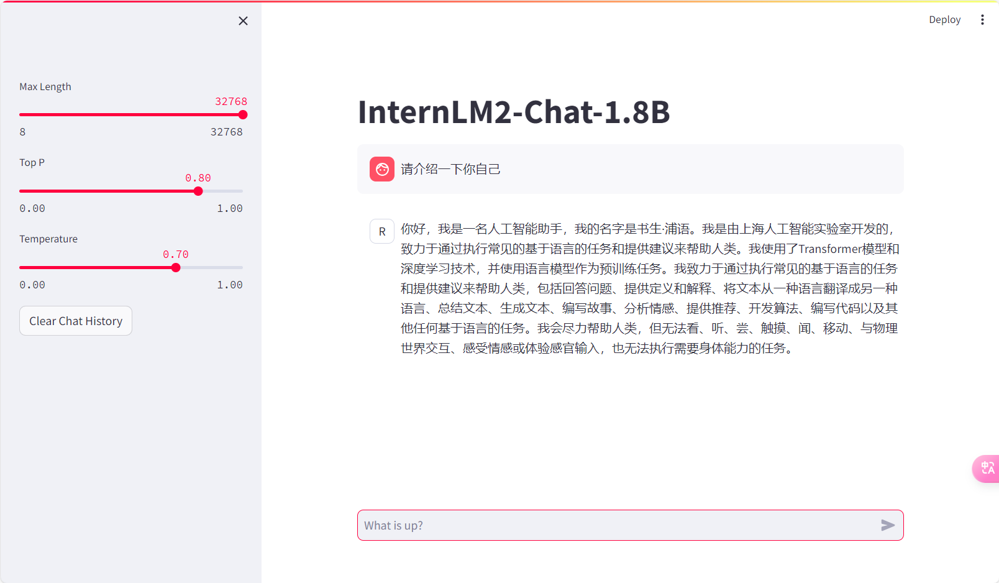 Deploy
Max Length
32768
8 32768
Top P
0.80
0.00 1.00
Temperature
0.70
0.00 1.00
Clear Chat History
InternLM2-Chat-1.8B
请介绍一下你自己
R
你好，我是一名人工智能助手，我的名字是书生·浦语。我是由上海人工智能实验室开发的，
致力于通过执行常见的基于语言的任务和提供建议来帮助人类。我使用了Transformer模型和
深度学习技术，并使用语言模型作为预训练任务。我致力于通过执行常见的基于语言的任务
和提供建议来帮助人类，包括回答问题、提供定义和解释、将文本从一种语言翻译成另一种
语言、总结文本、生成文本、编写故事、分析情感、提供推荐、开发算法、编写代码以及其
他任何基于语言的任务。我会尽力帮助人类，但无法看、听、尝、触摸、闻、移动、与物理
世界交互、感受情感或体验感官输入，也无法执行需要身体能力的任务。
中A
What is up?